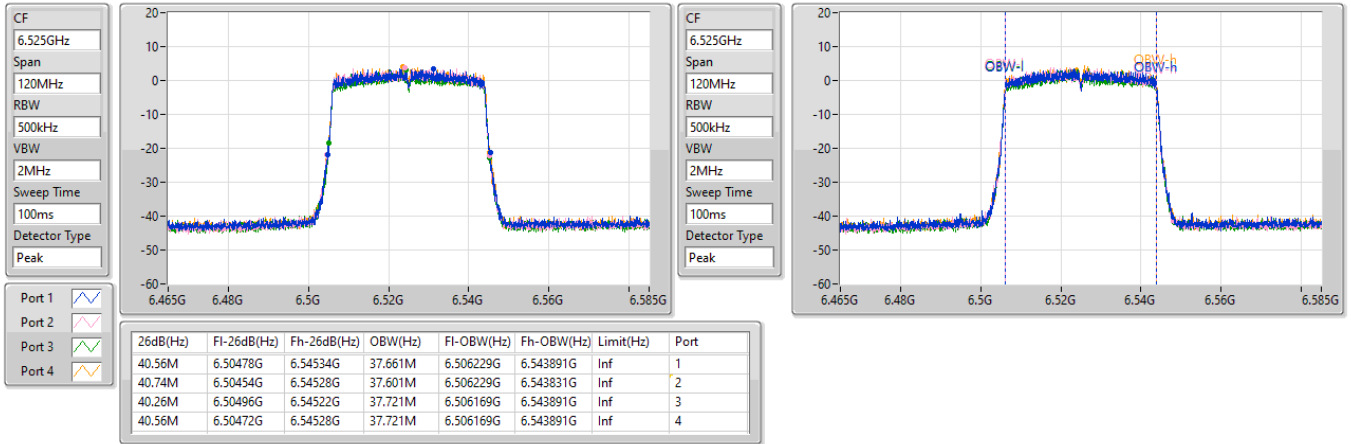 CF
6.525GHz
Span
120MHz
RBW
500kHz
VBW
2MHz
Sweep Time
100ms
Detector Type
Peak
Port 1
Port 2
Port 3
Port 4
20
10
0
-10
-20
-30
-40
-50
-60
6.465G 6.48G 6.5G 6.52G 6.54G 6.56G 6.585G
CF
6.525GHz
Span
120MHz
RBW
500kHz
VBW
2MHz
Sweep Time
100ms
Detector Type
Peak
20
10
0
-10
-20
-30
-40
-50
-60
OBW-l
OBW-h
OBW-h
6.465G 6.48G 6.5G 6.52G 6.54G 6.56G 6.585G
26dB(Hz) Fl-26dB(Hz) Fh-26dB(Hz) OBW(Hz) Fl-OBW(Hz) Fh-OBW(Hz) Limit(Hz) Port
40.56M 6.50478G 6.54534G 37.661M 6.506229G 6.543891G Inf 1
40.74M 6.50454G 6.54528G 37.601M 6.506229G 6.543831G Inf 2
40.26M 6.50496G 6.54522G 37.721M 6.506169G 6.543891G Inf 3
40.56M 6.50472G 6.54528G 37.721M 6.506169G 6.543891G Inf 4